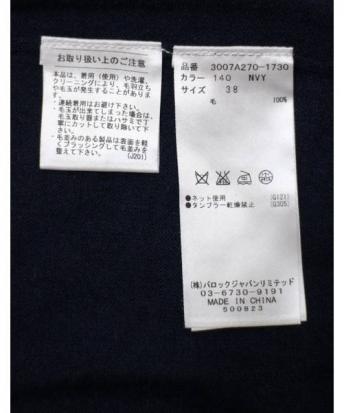 お取り扱い上のご注意
本品は、着用(使用)や洗濯、
クリーニングにより、毛羽立ち
や毛玉が発生することがありま
す。
・連続着用はお避け下さい。
・毛玉が出来てしまった場合は、
毛玉取り器またはハサミで丁
寧にカットして取り除いて下
さい。
・毛並みのある製品は表面を軽
くブラッシングして毛並みを
整えて下さい。
(J201)
品番 3007A270-1730
カラー 140 NVY
サイズ 38
毛 100%
●ネット使用 (G121)
●タンブラー乾燥禁止 (G305)
(株)バロックジャパンリミテッド
03-6730-9191
MADE IN CHINA
500823